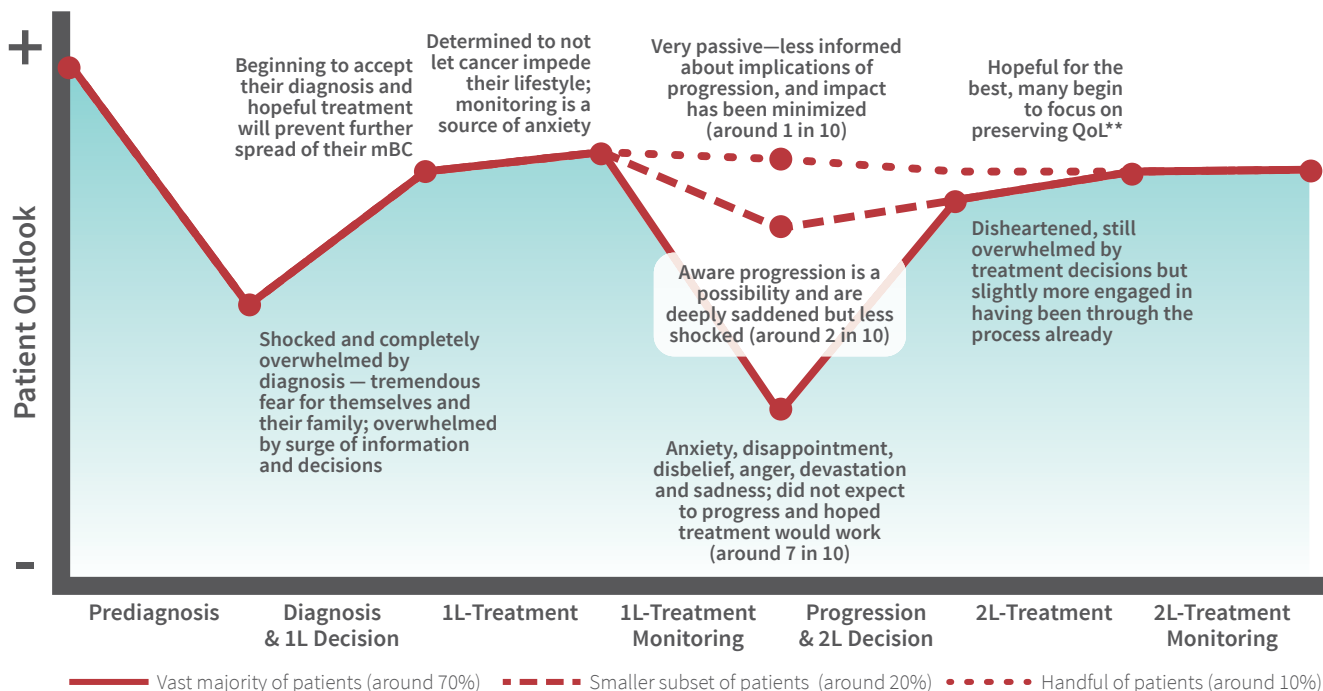 +
Patient Outlook
-
Beginning to accept
their diagnosis and
hopeful treatment
will prevent further
spread of their mBC
Determined to not
let cancer impede
their lifestyle;
monitoring is a
source of anxiety
Very passive—less informed
about implications of
progression, and impact
has been minimized
(around 1 in 10)
Hopeful for the
best, many begin
to focus on
preserving QoL**
Shocked and completely
overwhelmed by
diagnosis — tremendous
fear for themselves and
their family; overwhelmed
by surge of information
and decisions
Aware progression is a
possibility and are
deeply saddened but less
shocked (around 2 in 10)
Disheartened, still
overwhelmed by
treatment decisions but
slightly more engaged in
having been through the
process already
Anxiety, disappointment,
disbelief, anger, devastation
and sadness; did not expect
to progress and hoped
treatment would work
(around 7 in 10)
Prediagnosis
Diagnosis
& 1L Decision
1L-Treatment
1L-Treatment
Monitoring
Progression
& 2L Decision
2L-Treatment
2L-Treatment
Monitoring
Vast majority of patients (around 70%)
Smaller subset of patients (around 20%)
Handful of patients (around 10%)